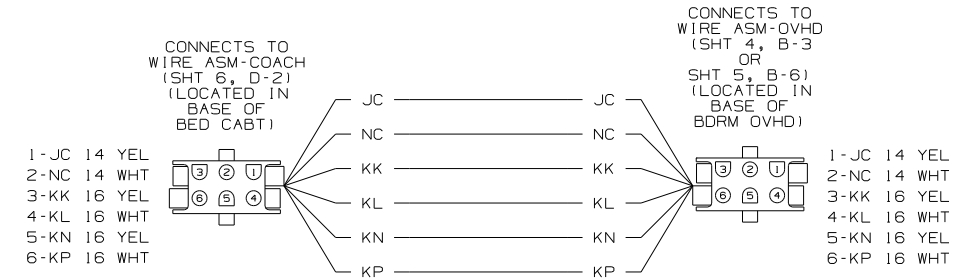 CONNECTS TO
WIRE ASM-COACH
(SHT 6, D-2)
(LOCATED IN
BASE OF
BED CABT)
CONNECTS TO
WIRE ASM-OVHD
(SHT 4, B-3
OR
SHT 5, B-6)
(LOCATED IN
BASE OF
BDRM OVHD)
1-JC 14 YEL
2-NC 14 WHT
3-KK 16 YEL
4-KL 16 WHT
5-KN 16 YEL
6-KP 16 WHT
3 2 1
6 5 4
JC JC
NC NC
KK KK
KL KL
KN KN
KP KP
3 2 1
6 5 4
1-JC 14 YEL
2-NC 14 WHT
3-KK 16 YEL
4-KL 16 WHT
5-KN 16 YEL
6-KP 16 WHT